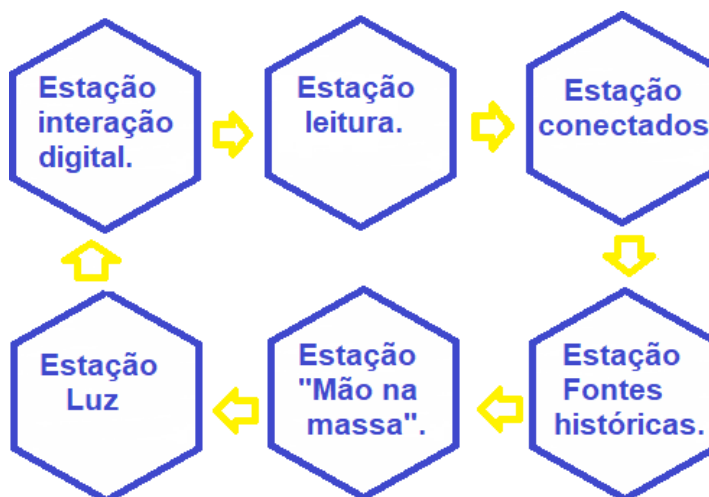 Estação
interação
digital.
Estação
leitura.
Estação
conectados
Estação
Luz
Estação
"Mão na
massa".
Estação
Fontes
históricas.